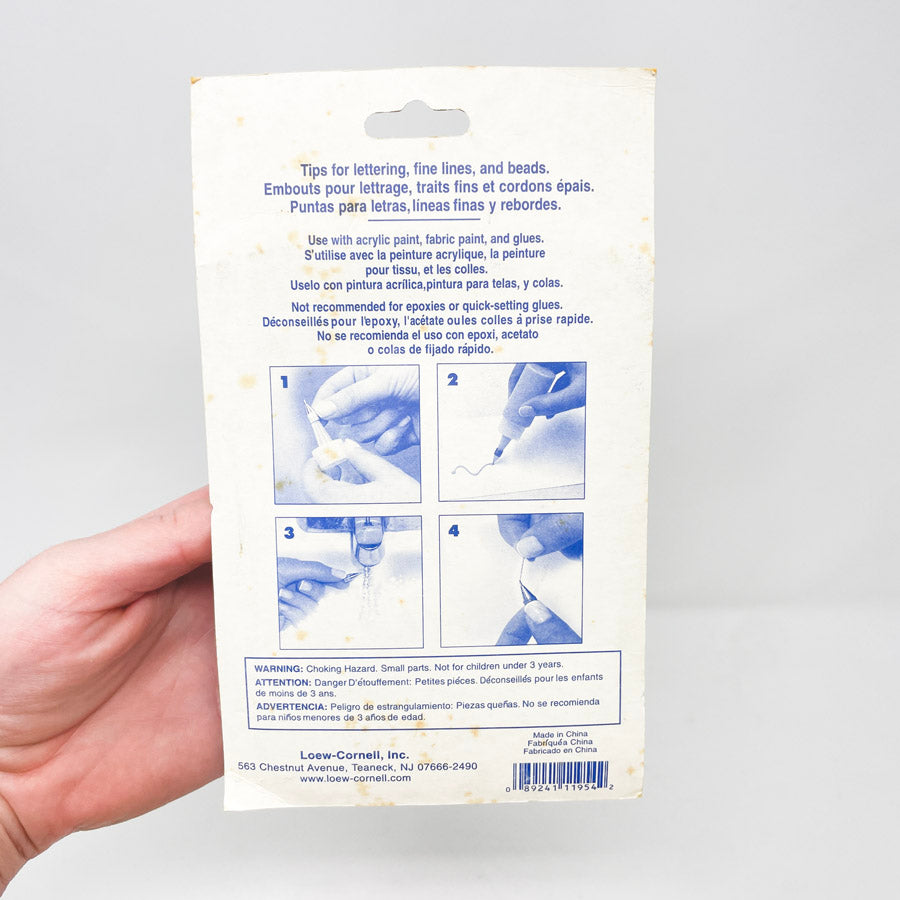 Tips for lettering, fine lines, and beads.
Embouts pour lettrage, traits fins et cordons épais.
Puntas para letras, líneas finas y rebordes.
Use with acrylic paint, fabric paint, and glues.
S'utilise avec la peinture acrylique, la peinture
pour tissu, et les colles.
Uselo con pintura acrílica, pintura para telas, y colas.
Not recommended for epoxies or quick-setting glues.
Déconseillés pour l'epoxy, l'acétate ou les colles à prise rapide.
No se recomienda el uso con epoxi, acetato
o colas de fijado rápido.
1
2
3
4
WARNING: Choking Hazard. Small parts. Not for children under 3 years.
ATTENTION: Danger D'étouffement: Petites piéces. Déconseillés pour les enfants
de moins de 3 ans.
ADVERTENCIA: Peligro de estrangulamiento: Piezas queñas. No se recomienda
para niños menores de 3 años de edad.
Made in China
Fabriquéa China
Fabricado en China
Loew-Cornell, Inc.
563 Chestnut Avenue, Teaneck, NJ 07666-2490
www.loew-cornell.com
0 89241 11954 2